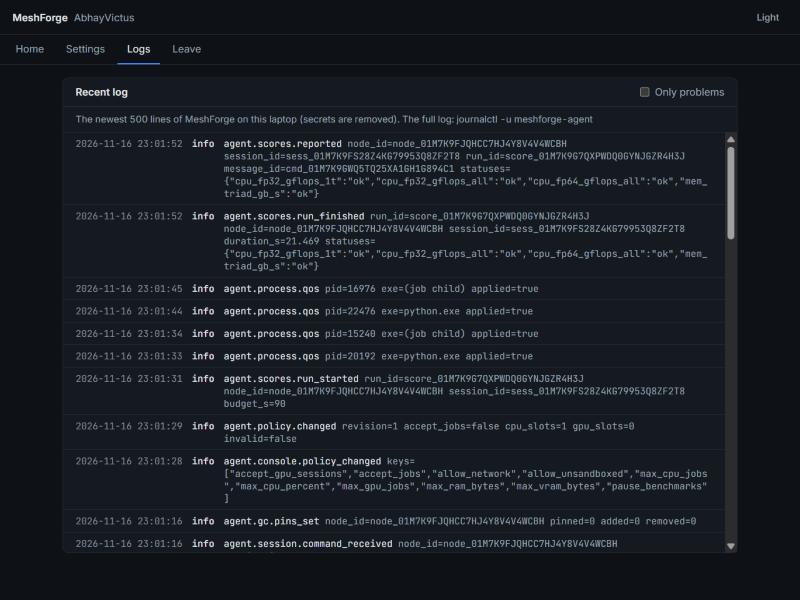 MeshForge AbhayVictus Light
Home Settings Logs Leave
Recent log Only problems
The newest 500 lines of MeshForge on this laptop (secrets are removed). The full log: journalctl -u meshforge-agent
2026-11-16 23:01:52 info agent.scores.reported node_id=node_01M7K9FJQHCC7HJ4Y8V4V4WCBH
session_id=sess_01M7K9FS28Z4KG79953Q8ZF2T8 run_id=score_01M7K9G7QXPWDQ0GYNJGZR4H3J
message_id=cmd_01M7K9GWQ5TQ25XA1GH1G894C1 statuses=
{"cpu_fp32_gflops_1t":"ok","cpu_fp32_gflops_all":"ok","cpu_fp64_gflops_all":"ok","mem_
triad_gb_s":"ok"}
2026-11-16 23:01:52 info agent.scores.run_finished run_id=score_01M7K9G7QXPWDQ0GYNJGZR4H3J
node_id=node_01M7K9FJQHCC7HJ4Y8V4V4WCBH session_id=sess_01M7K9FS28Z4KG79953Q8ZF2T8
duration_s=21.469 statuses=
{"cpu_fp32_gflops_1t":"ok","cpu_fp32_gflops_all":"ok","cpu_fp64_gflops_all":"ok","mem_
triad_gb_s":"ok"}
2026-11-16 23:01:45 info agent.process.qos pid=16976 exe=(job child) applied=true
2026-11-16 23:01:44 info agent.process.qos pid=22476 exe=python.exe applied=true
2026-11-16 23:01:34 info agent.process.qos pid=15240 exe=(job child) applied=true
2026-11-16 23:01:33 info agent.process.qos pid=20192 exe=python.exe applied=true
2026-11-16 23:01:31 info agent.scores.run_started run_id=score_01M7K9G7QXPWDQ0GYNJGZR4H3J
node_id=node_01M7K9FJQHCC7HJ4Y8V4V4WCBH session_id=sess_01M7K9FS28Z4KG79953Q8ZF2T8
budget_s=90
2026-11-16 23:01:29 info agent.policy.changed revision=1 accept_jobs=false cpu_slots=1 gpu_slots=0
invalid=false
2026-11-16 23:01:28 info agent.console.policy_changed keys=
["accept_gpu_sessions","accept_jobs","allow_network","allow_unsandboxed","max_cpu_jobs
","max_cpu_percent","max_gpu_jobs","max_ram_bytes","max_vram_bytes","pause_benchmarks"
]
2026-11-16 23:01:16 info agent.gc.pins_set node_id=node_01M7K9FJQHCC7HJ4Y8V4V4WCBH pinned=0 added=0 removed=0
2026-11-16 23:01:16 info agent.session.command_received node_id=node_01M7K9FJQHCC7HJ4Y8V4V4WCBH